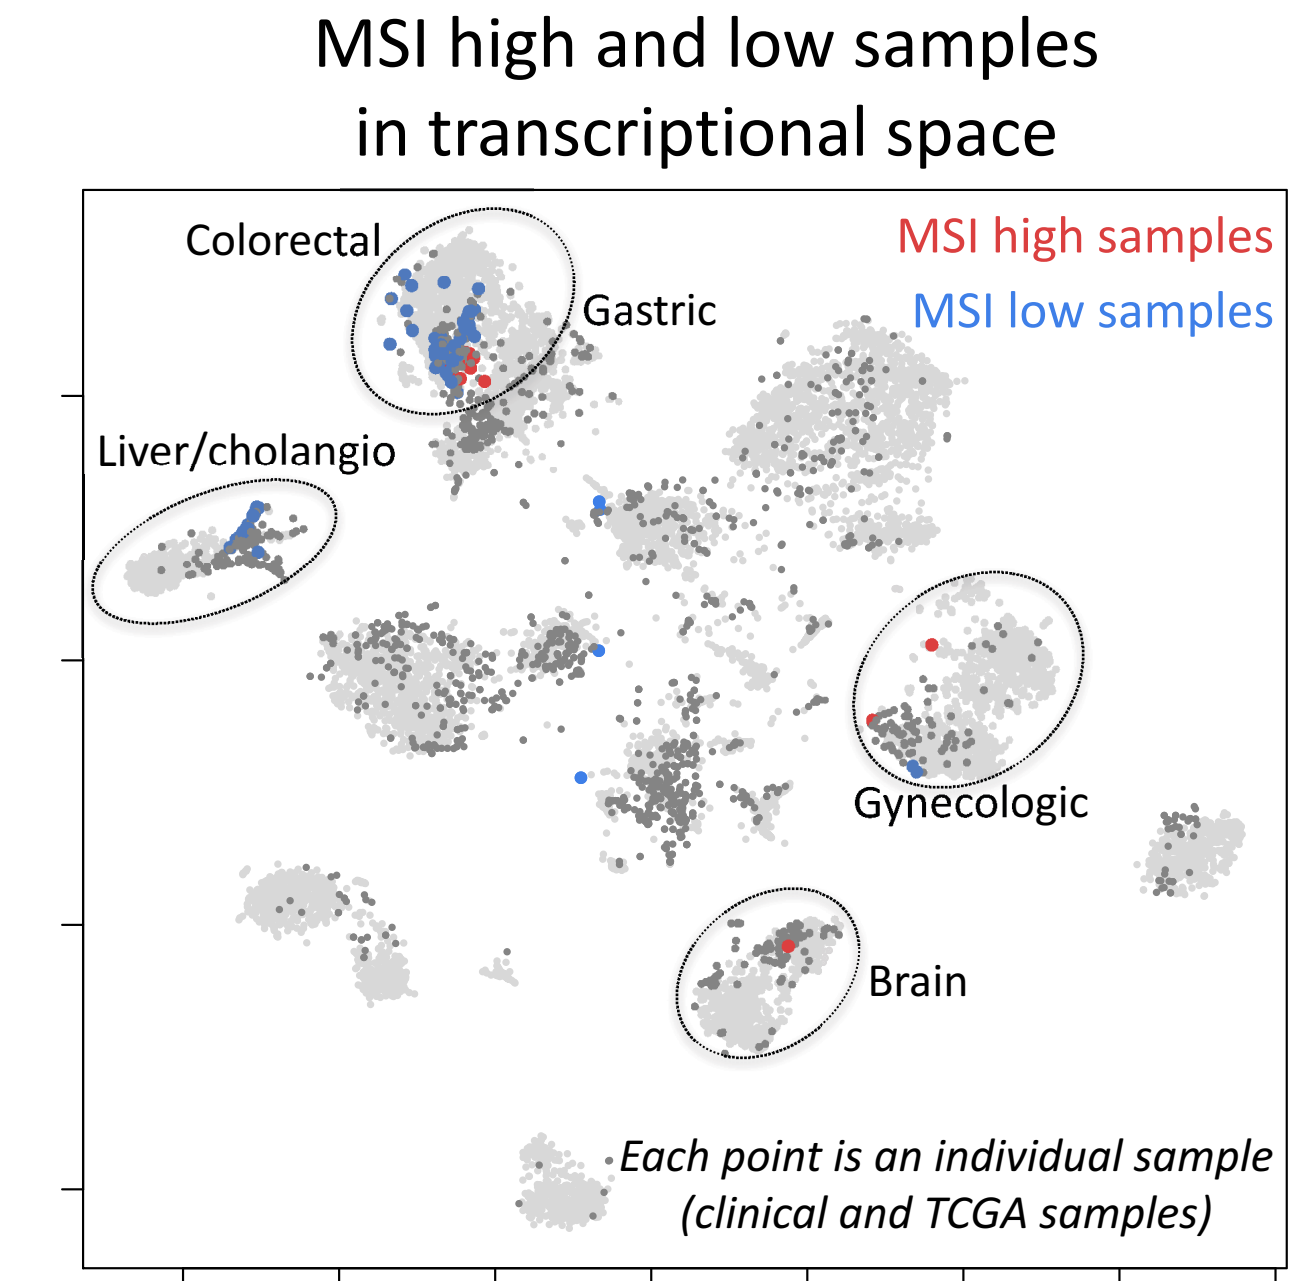 MSI high and low samples
in transcriptional space
Colorectal
MSI high samples
Gastric
MSI low samples
Liver/cholangio
Gynecologic
Brain
Each point is an individual sample
(clinical and TCGA samples)